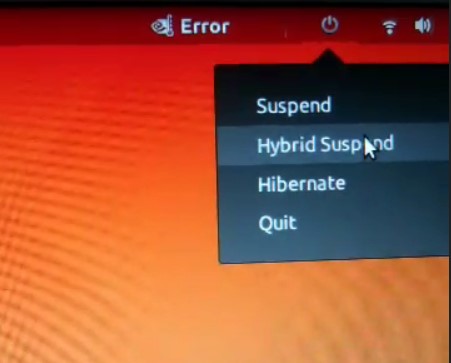 Error
Suspend
Hybrid Suspend
Hibernate
Quit